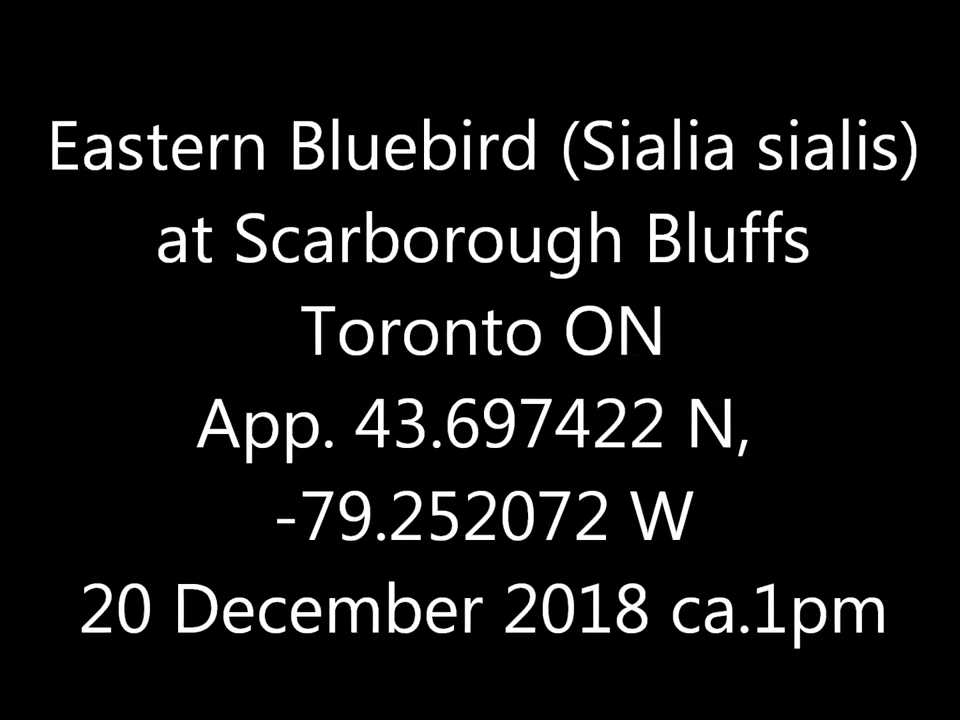 Eastern Bluebird (Sialia sialis)
at Scarborough Bluffs
Toronto ON
App. 43.697422 N,
-79.252072 W
20 December 2018 ca.1pm